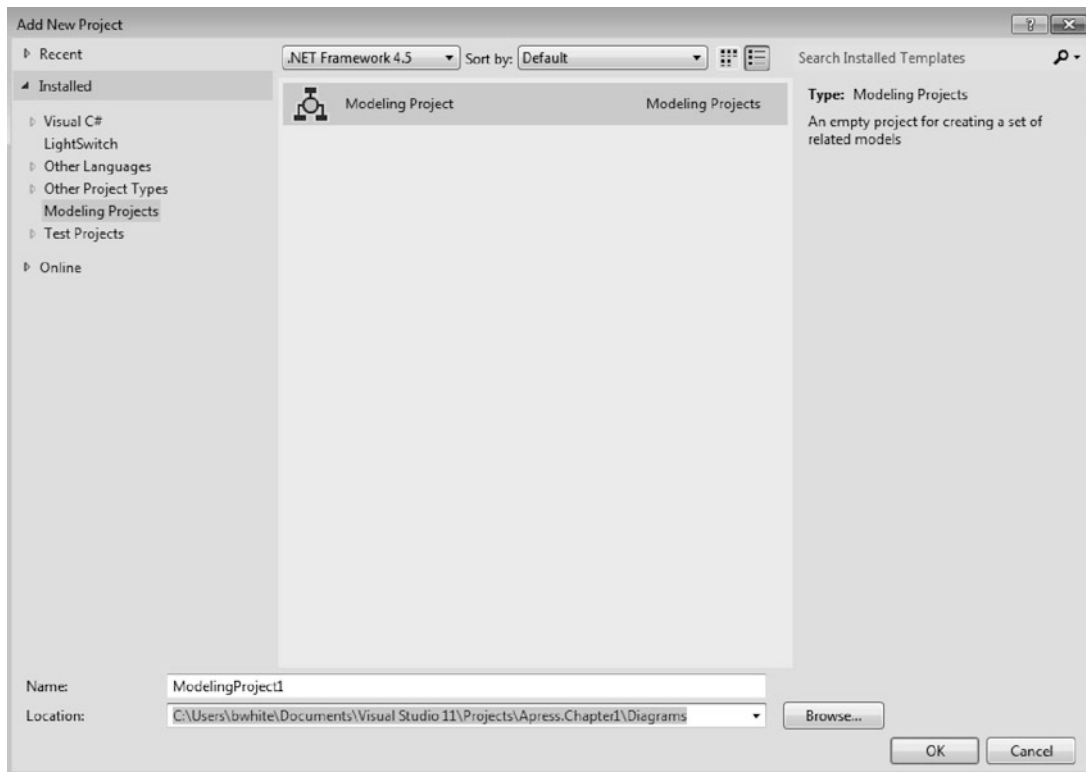 Add New Project
?
Recent
.NET Framework 4.5
Sort by: Default
Search Installed Templates
Installed
Visual C#
LightSwitch
Other Languages
Other Project Types
Modeling Projects
Test Projects
Online
Modeling Project
Modeling Projects
Type: Modeling Projects
An empty project for creating a set of
related models
Name: ModelingProject1
Location: C:\Users\bwhite\Documents\Visual Studio 11\Projects\Apress.Chapter1\Diagrams
Browse...
OK
Cancel